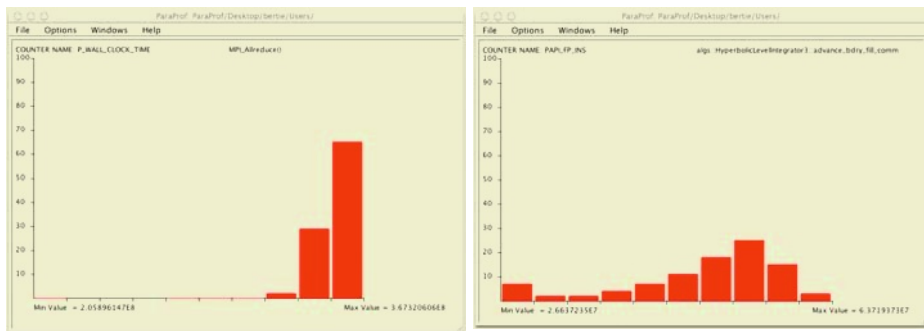 ParaProf: ParaProf/Desktop/bertie/Users/
File Options Windows Help
COUNTER NAME: P_WALL_CLOCK_TIME MPI_Allreduce()
100
90
80
70
60
50
40
30
20
10
Min Value = 2.05896147E8 Max Value = 3.67320606E8
ParaProf: ParaProf/Desktop/bertie/Users/
File Options Windows Help
COUNTER NAME: PAPI_FP_INS algs::HyperbolicLevelIntegrator3::advance_bdry_fill_comm
100
90
80
70
60
50
40
30
20
10
Min Value = 2.6637235E7 Max Value = 6.3719373E7